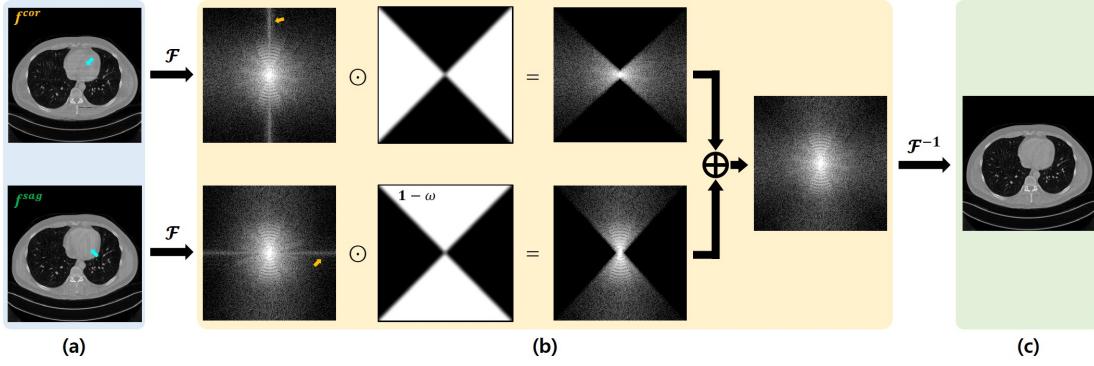 f^cor
ℱ
⊙
=
f^sag
ℱ
⊙
1 − ω
=
⊕
ℱ⁻¹
(a)
(b)
(c)